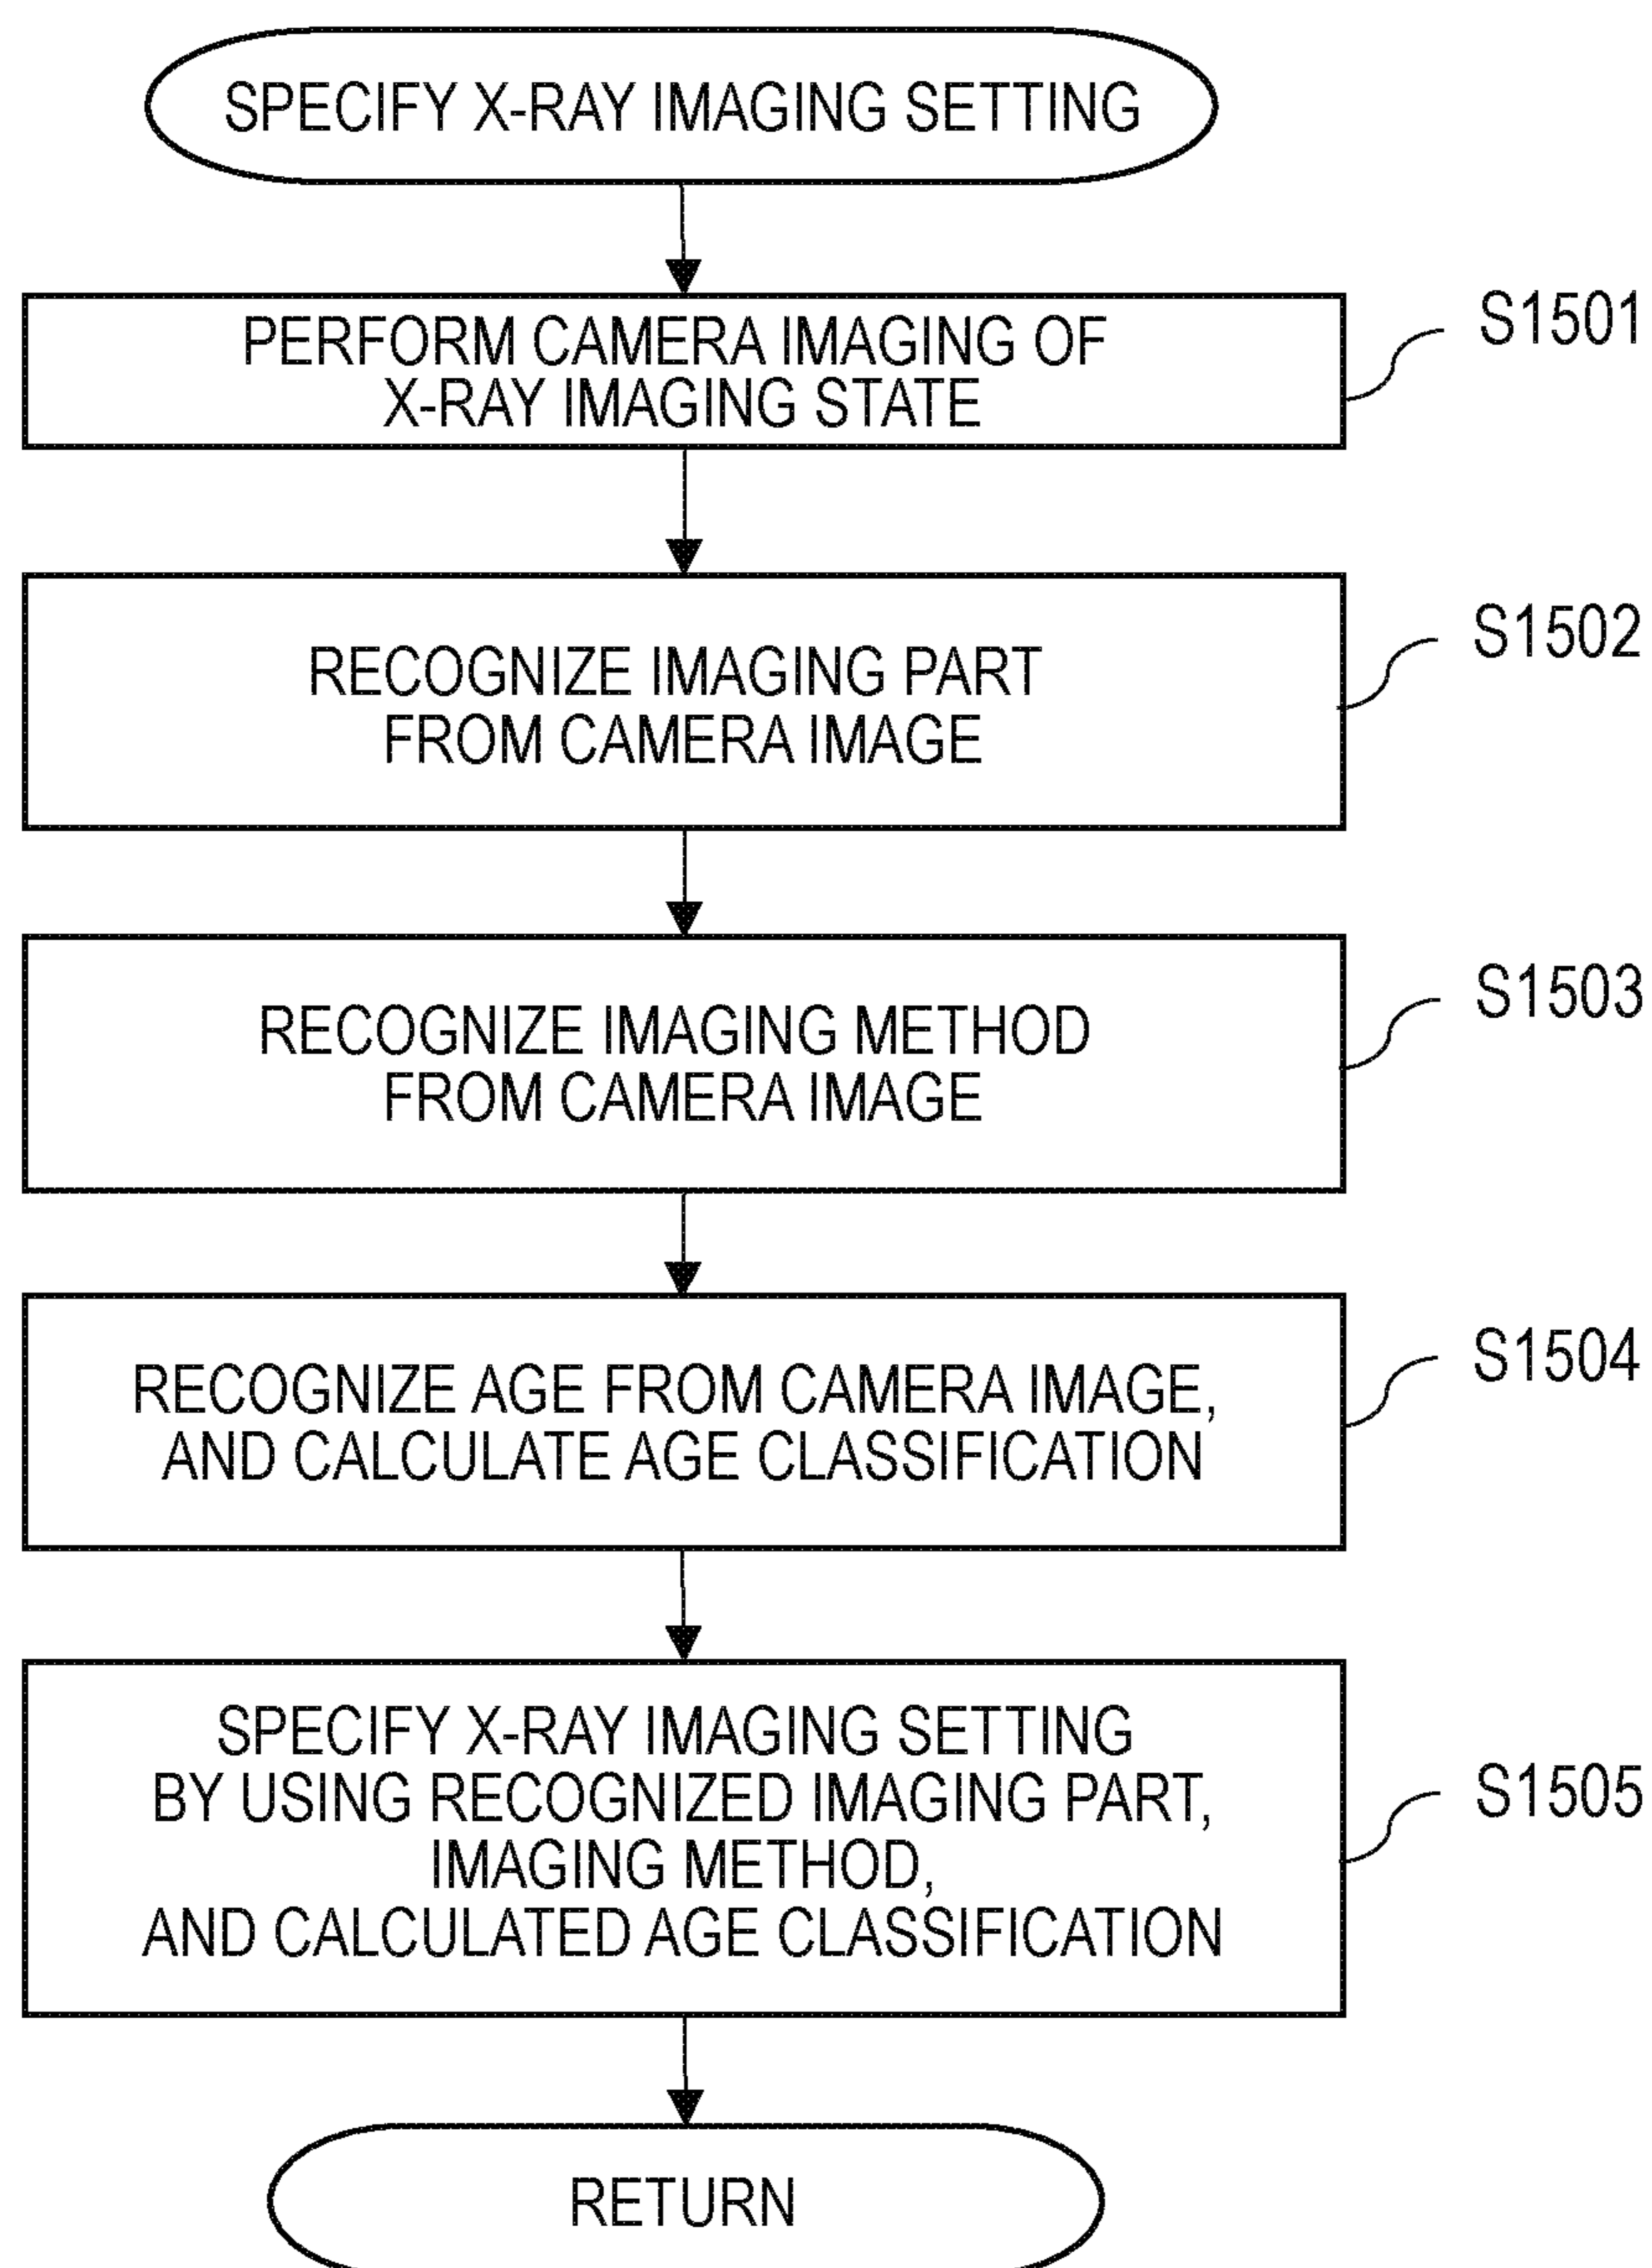 SPECIFY X-RAY IMAGING SETTING
PERFORM CAMERA IMAGING OF
X-RAY IMAGING STATE
S1501
RECOGNIZE IMAGING PART
FROM CAMERA IMAGE
S1502
RECOGNIZE IMAGING METHOD
FROM CAMERA IMAGE
S1503
RECOGNIZE AGE FROM CAMERA IMAGE,
AND CALCULATE AGE CLASSIFICATION
S1504
SPECIFY X-RAY IMAGING SETTING
BY USING RECOGNIZED IMAGING PART,
IMAGING METHOD,
AND CALCULATED AGE CLASSIFICATION
S1505
RETURN